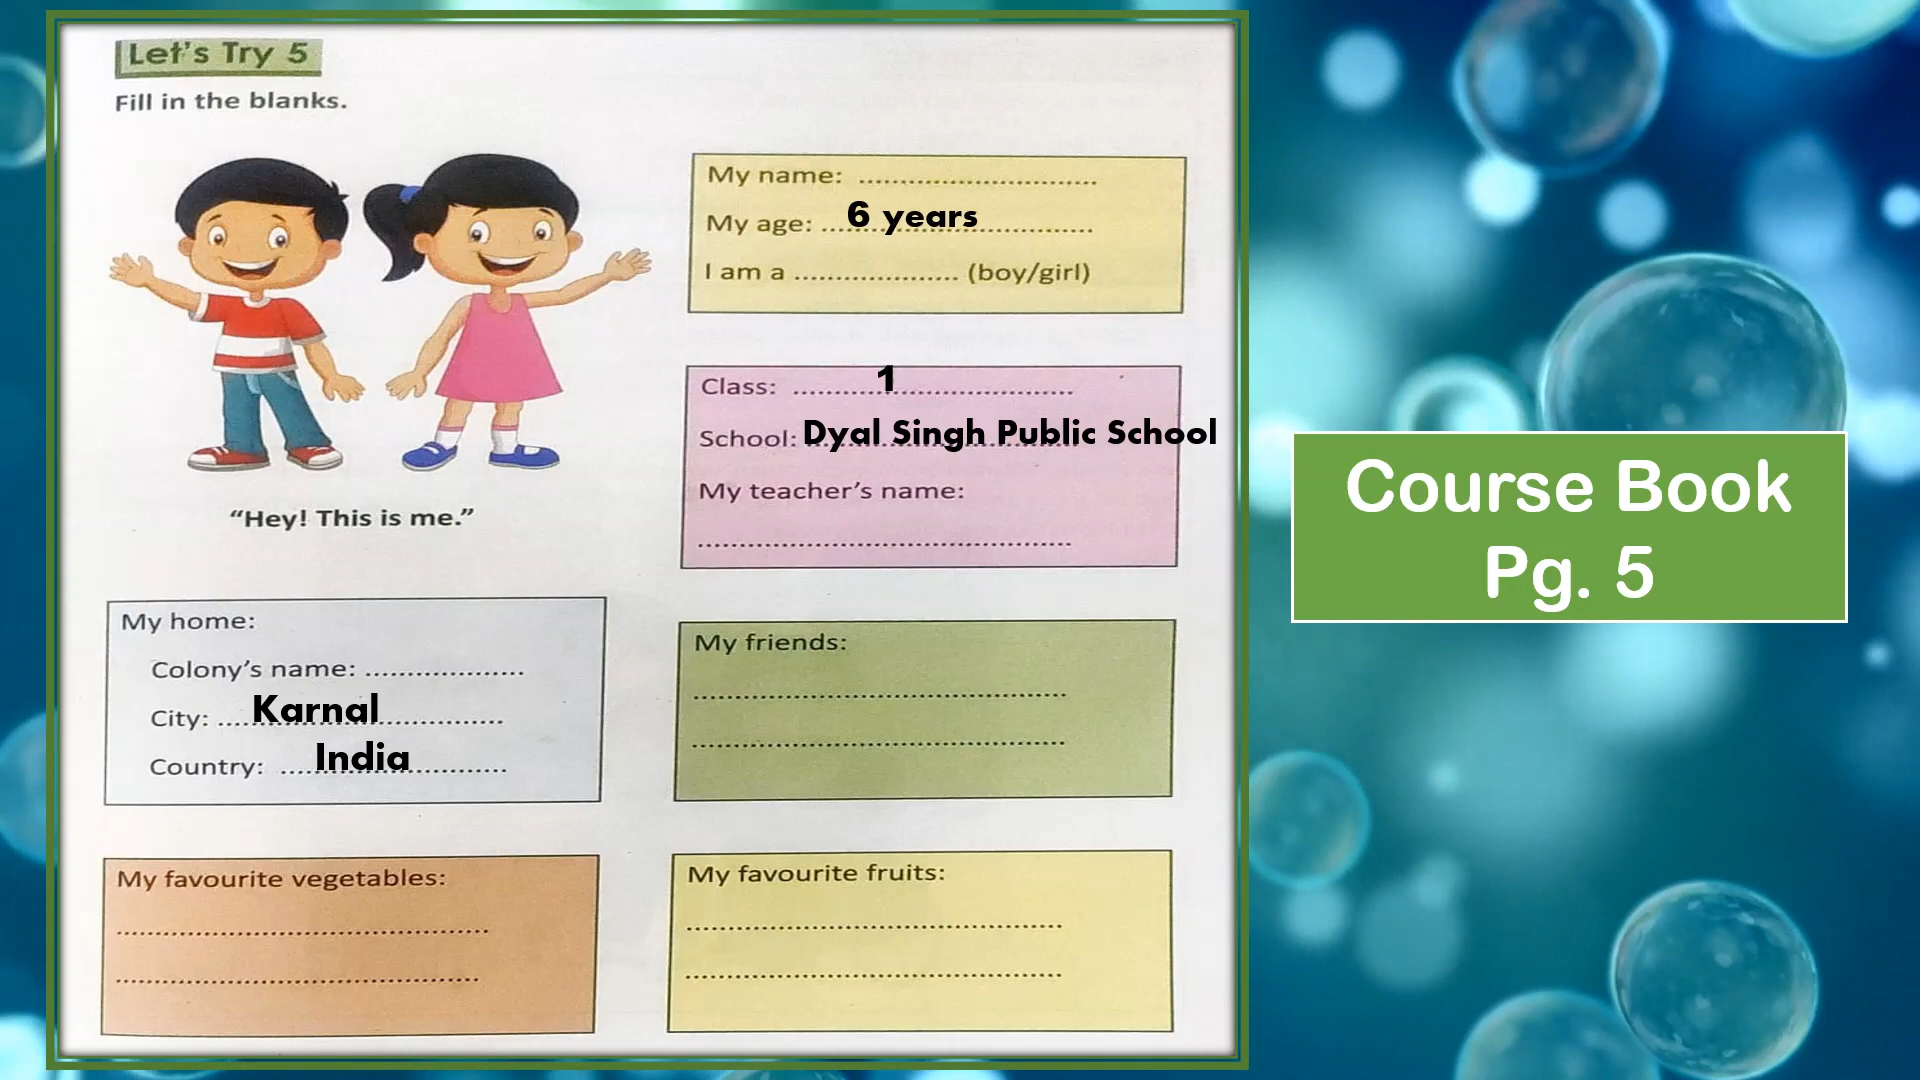 Let's Try 5
Fill in the blanks.
My name: ..............................
My age: ....6 years..............................
I am a ..................... (boy/girl)
Class: ...........1.......................
School: Dyal Singh Public School
My teacher's name:
...............................................
"Hey! This is me."
My home:
Colony's name: ....................
City: ....Karnal................
Country: ....India............
My friends:
...............................................
...............................................
My favourite vegetables:
...............................................
..............................................
My favourite fruits:
...............................................
...............................................
Course Book
Pg. 5